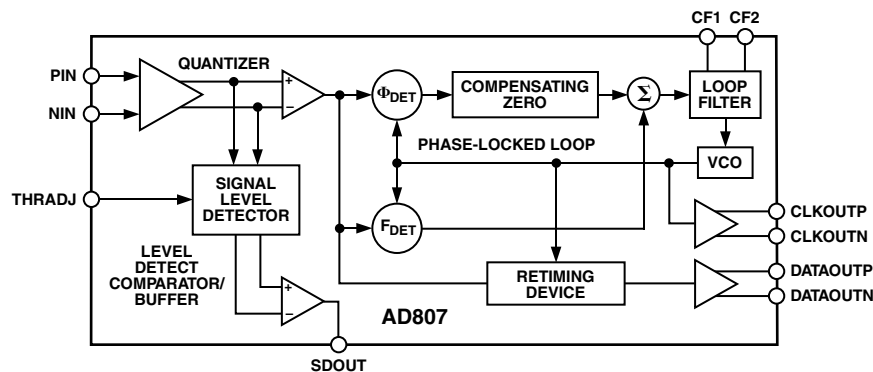 CF1 CF2
PIN
NIN
QUANTIZER
+
−
ΦDET
COMPENSATING
ZERO
Σ
LOOP
FILTER
PHASE-LOCKED LOOP
VCO
THRADJ
SIGNAL
LEVEL
DETECTOR
FDET
CLKOUTP
CLKOUTN
LEVEL
DETECT
COMPARATOR/
BUFFER
+
−
RETIMING
DEVICE
DATAOUTP
DATAOUTN
AD807
SDOUT